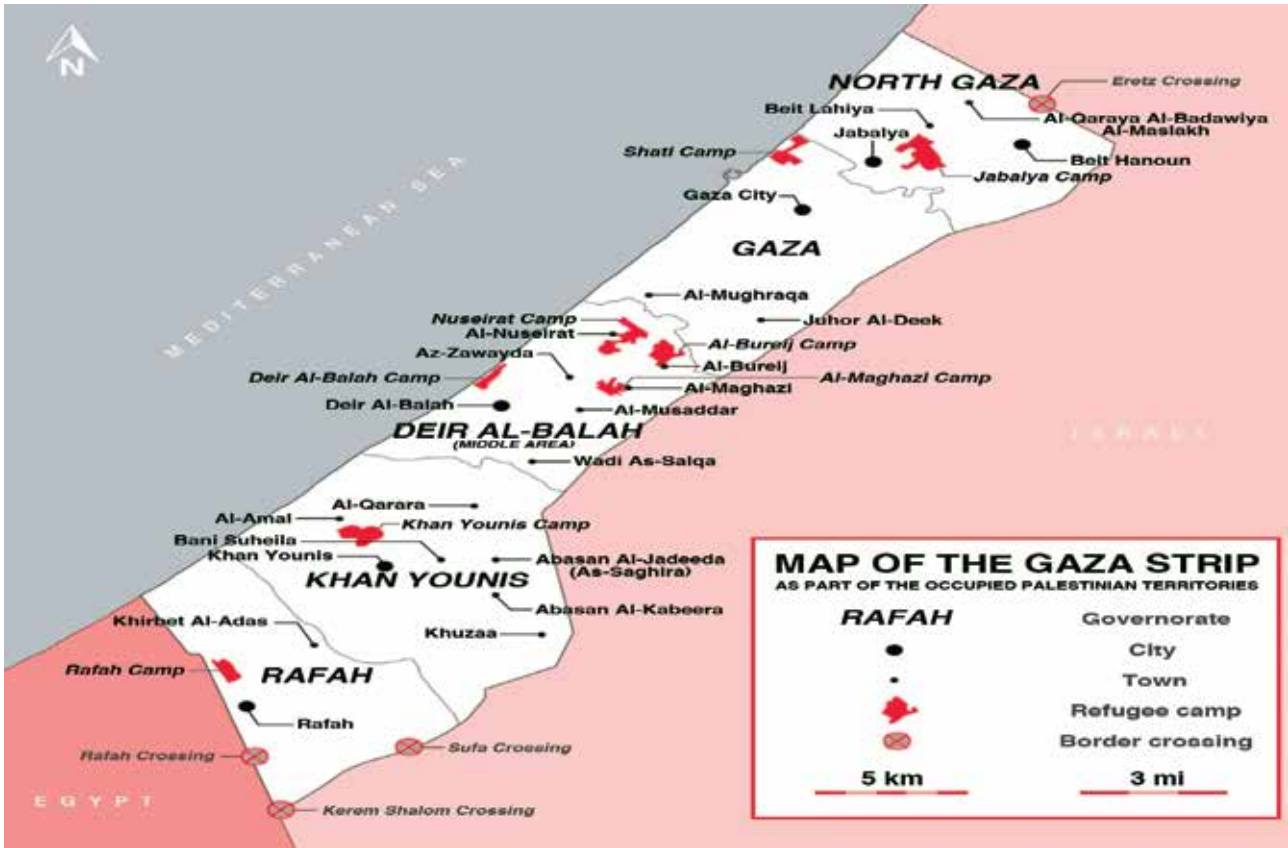 N
NORTH GAZA
Eretz Crossing
Beit Lahiya
Al-Qaraya Al-Badawiya
Al-Maslakh
Jabalya
Shati Camp
Beit Hanoun
Jabalya Camp
Gaza City
MEDITERRANEAN SEA
GAZA
Al-Mughraqa
Nuseirat Camp
Juhor Al-Deek
Al-Nuseirat
Al-Bureij Camp
Az-Zawayda
Al-Bureij
Deir Al-Balah Camp
Al-Maghazi Camp
Al-Maghazi
Deir Al-Balah
Al-Musaddar
DEIR AL-BALAH
(MIDDLE AREA)
ISRAEL
Wadi As-Salqa
Al-Qarara
Al-Amal
Khan Younis Camp
Bani Suheila
Khan Younis
Abasan Al-Jadeeda
(As-Saghira)
KHAN YOUNIS
Abasan Al-Kabeera
Khirbet Al-Adas
Khuzaa
Rafah Camp
RAFAH
Rafah
Rafah Crossing
Sufa Crossing
EGYPT
Kerem Shalom Crossing
MAP OF THE GAZA STRIP
AS PART OF THE OCCUPIED PALESTINIAN TERRITORIES
RAFAH Governorate
City
Town
Refugee camp
Border crossing
5 km 3 mi